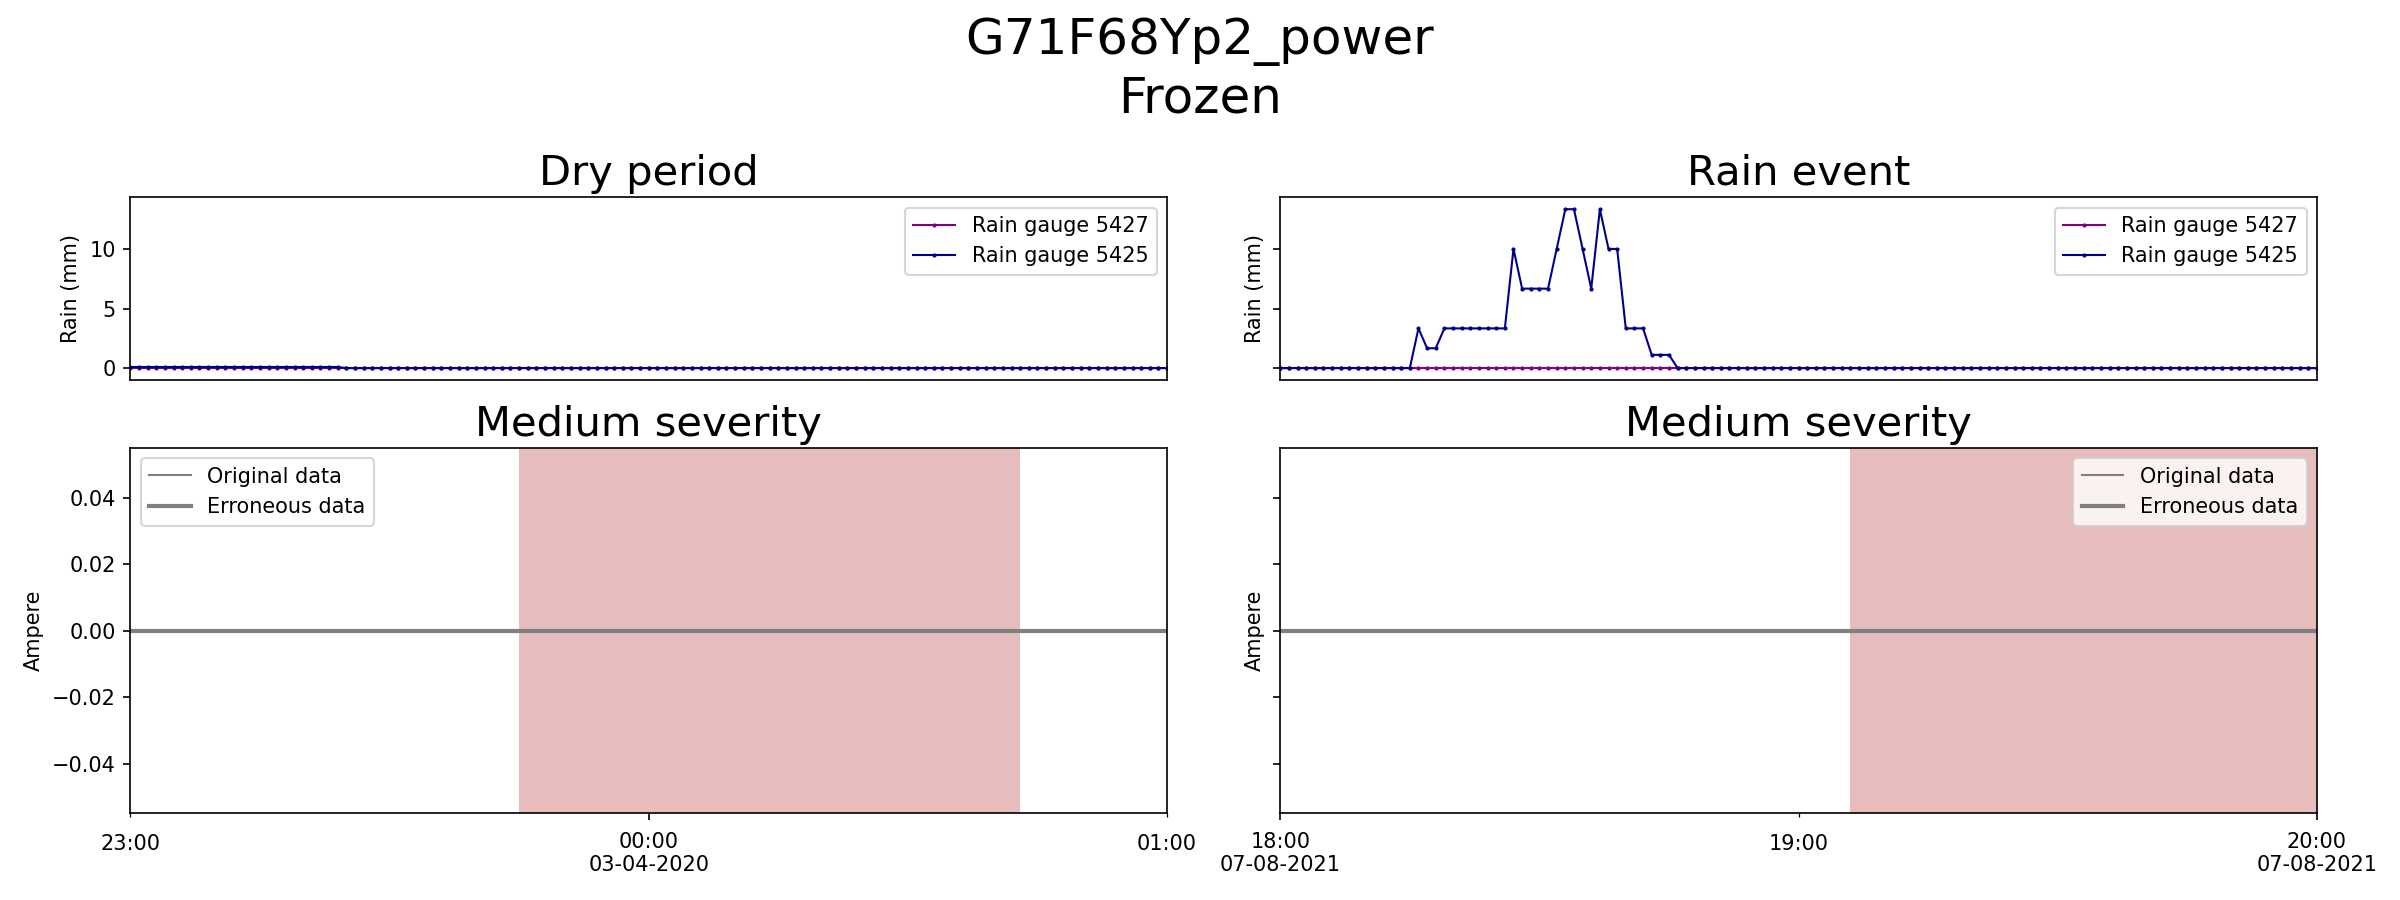 G71F68Yp2_power
Frozen
Dry period
Rain (mm)
10
5
0
Rain gauge 5427
Rain gauge 5425
Rain event
Rain (mm)
Rain gauge 5427
Rain gauge 5425
Medium severity
Ampere
0.04
0.02
0.00
−0.02
−0.04
Original data
Erroneous data
23:00
00:00
03-04-2020
01:00
Medium severity
Ampere
Original data
Erroneous data
18:00
07-08-2021
19:00
20:00
07-08-2021